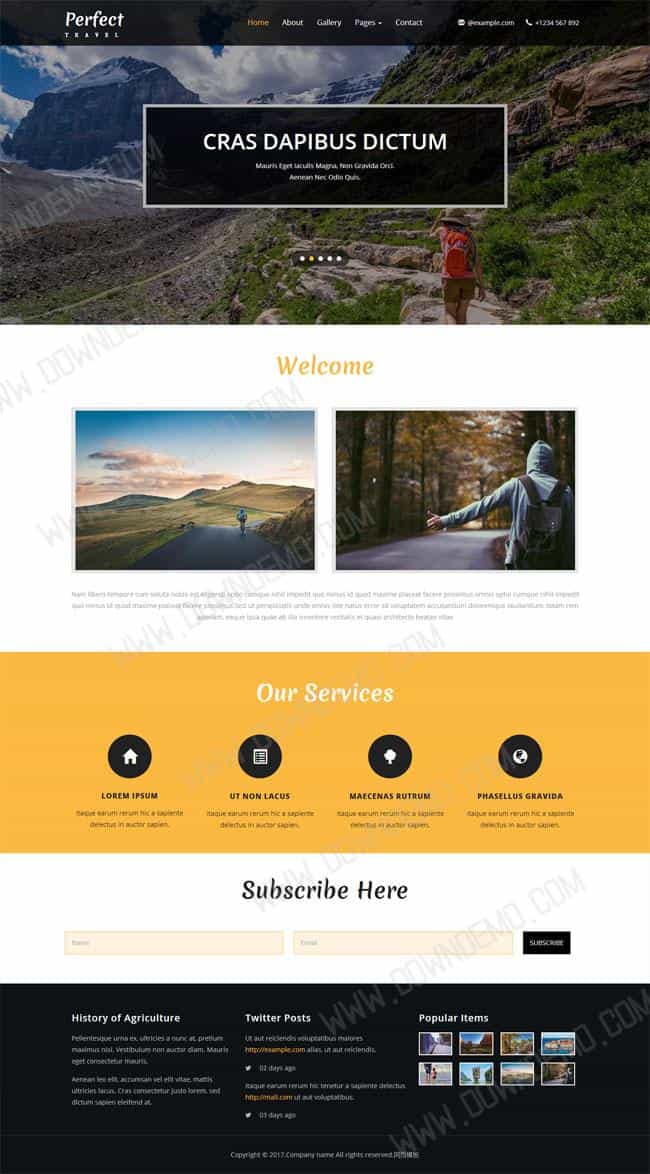 Perfect
TRAVEL
Home About Gallery Pages Contact @example.com +1234 567 892
CRAS DAPIBUS DICTUM
Mauris Eget Iaculis Magna, Non Gravida Orci.
Aenean Nec Odio Quis.
Welcome
Nam libero tempore cum soluta nobis est eligendi optio cumque nihil impedit quo minus id quod maxime placeat facere possimus omnis optio cumque nihil impedit
quo minus id quod maxime placeat facere possimus sed ut perspiciatis unde omnis iste natus error sit voluptatem accusantium doloremque laudantium, totam rem
aperiam, eaque ipsa quae ab illo inventore veritatis et quasi architecto beatae vitae
Our Services
LOREM IPSUM UT NON LACUS MAECENAS RUTRUM PHASELLUS GRAVIDA
Itaque earum rerum hic a sapiente Itaque earum rerum hic a sapiente Itaque earum rerum hic a sapiente Itaque earum rerum hic a sapiente
delectus in auctor sapien. delectus in auctor sapien. delectus in auctor sapien. delectus in auctor sapien.
Subscribe Here
Name Email SUBSCRIBE
History of Agriculture Twitter Posts Popular Items
Pellentesque urna ex, ultricies a nunc at, pretium
maximus nisl. Vestibulum non auctor diam. Mauris
eget consectetur mauris.
Aenean leo elit, accumsan vel elit vitae, mattis
ultricies lacus. Cras consectetur justo lorem, sed
dictum sapien eleifend at.
Ut aut reiciendis voluptatibus maiores
http://example.com alias, ut aut reiciendis.
02 days ago
Itaque earum rerum hic tenetur a sapiente delectus
http://mail.com ut aut voluptatibus.
03 days ago
Copyright © 2017.Company name All rights reserved.
WWW.DOWNDEMO.COM